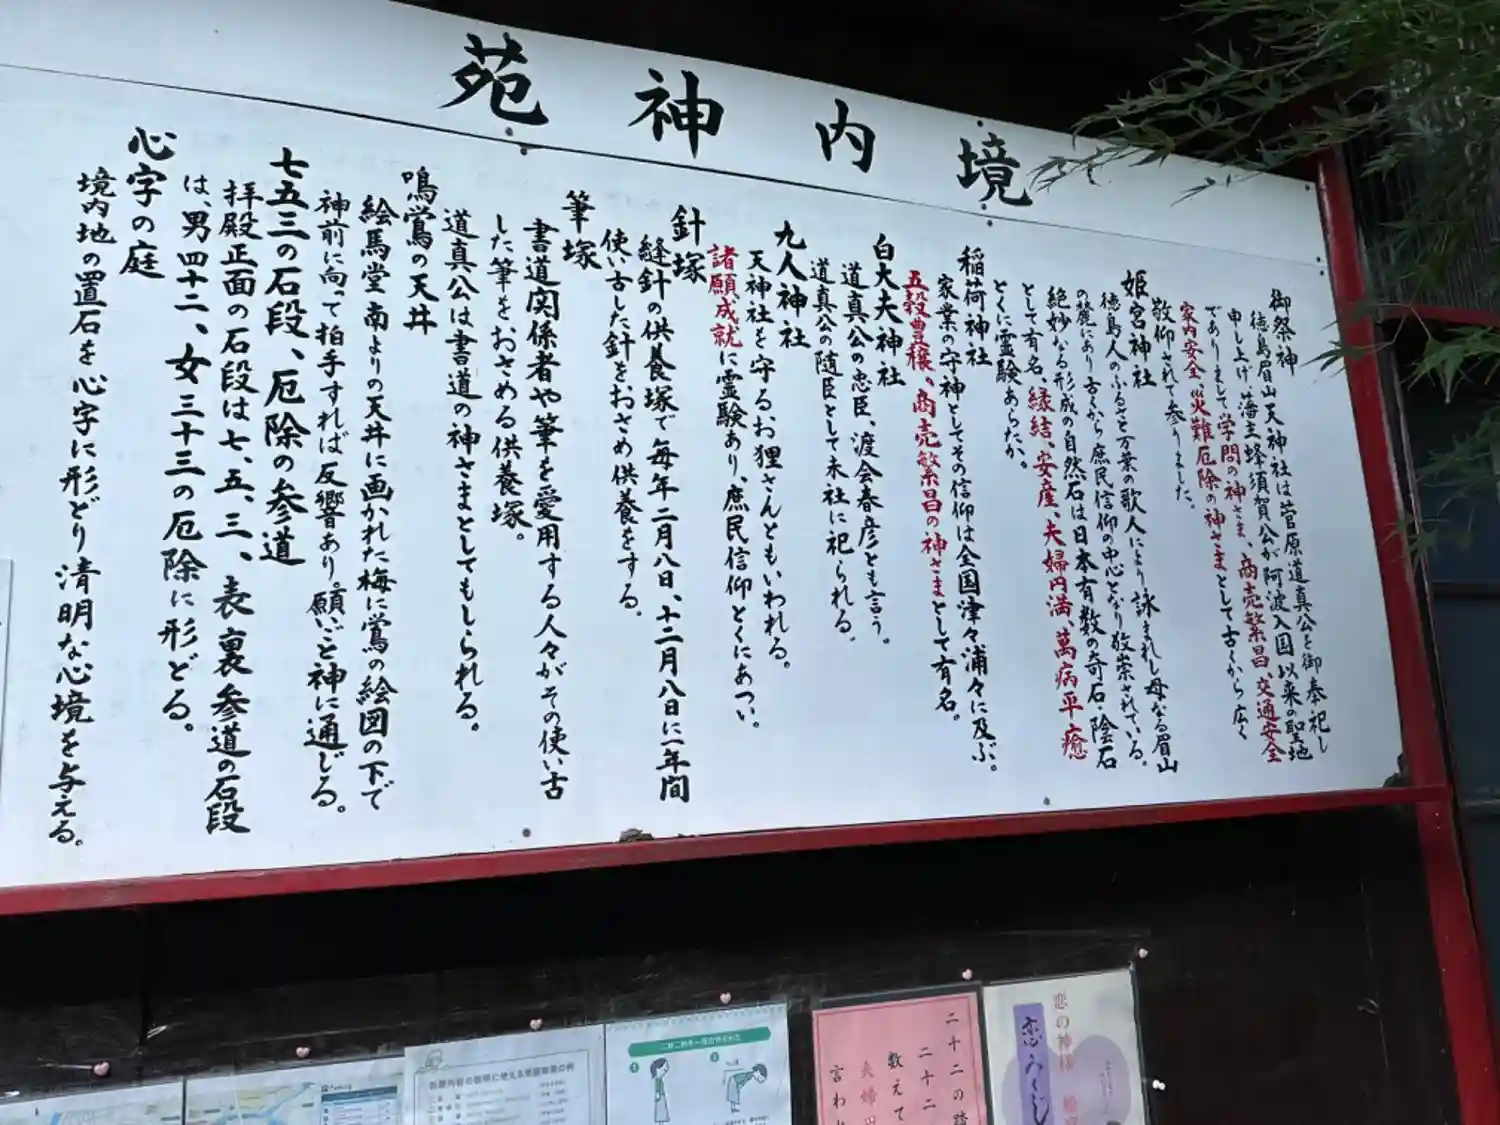 境内神苑
御祭神
徳島眉山天神社は菅原道真公を御奉祀し
申し上げ、藩主蜂須賀公が阿波入国以来の聖地
でありまして学問の神さま、商売繁昌、交通安全
家内安全、災難厄除の神さまとして古くから広く
敬仰されて参りました。
姫宮神社
徳島人のふるさと万葉の歌人により詠まれし母なる眉山
の麓にあり古くから庶民信仰の中心となり敬崇されている。
絶妙なる形成の自然石は日本有数の奇石、陰石
として有名、縁結、安産、夫婦円満、萬病平癒
とくに霊験あらたか。
稲荷神社
家業の守神としてその信仰は全国津々浦々に及ぶ。
五穀豊穣、商売繁昌の神さまとして有名。
白大夫神社
道真公の忠臣、渡会春彦とも言う。
道真公の随臣として末社に祀られる。
九人神社
天神社を守る、お狸さんともいわれる。
諸願成就に霊験あり、庶民信仰とくにあつい。
針塚
縫針の供養塚で毎年二月八日、十二月八日に一年間
使い古した針をおさめ供養をする。
筆塚
書道関係者や筆を愛用する人々がその使い古
した筆をおさめる供養塚。
道真公は書道の神さまとしてもしられる。
鳴鴬の天井
絵馬堂南よりの天井に画かれた梅に鴬の絵図の下で
神前に向って拍手すれば反響あり。願いごと神に通じる。
七五三の石段、厄除の参道
拝殿正面の石段は七、五、三、表裏参道の石段
は、男四十二、女三十三の厄除に形どる。
心字の庭
境内地の置石を心字に形どり清明な心境を与える。
二十二の
二十二
数えて
夫婦
言わ
恋の神様
恋みくじ